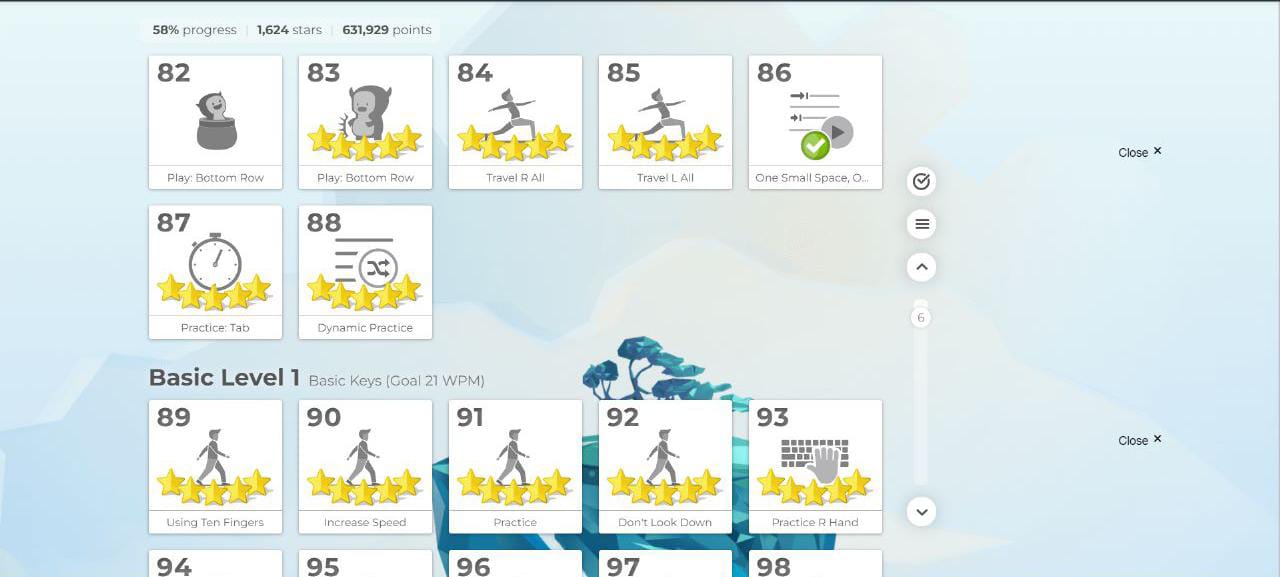 58% progress | 1,624 stars | 631,929 points
82 83 84 85 86
Play: Bottom Row Play: Bottom Row Travel R All Travel L All One Small Space, O...
Close ×
87 88
Practice: Tab Dynamic Practice
6
Basic Level 1 Basic Keys (Goal 21 WPM)
89 90 91 92 93
Close ×
Using Ten Fingers Increase Speed Practice Don't Look Down Practice R Hand
94 95 96 97 98